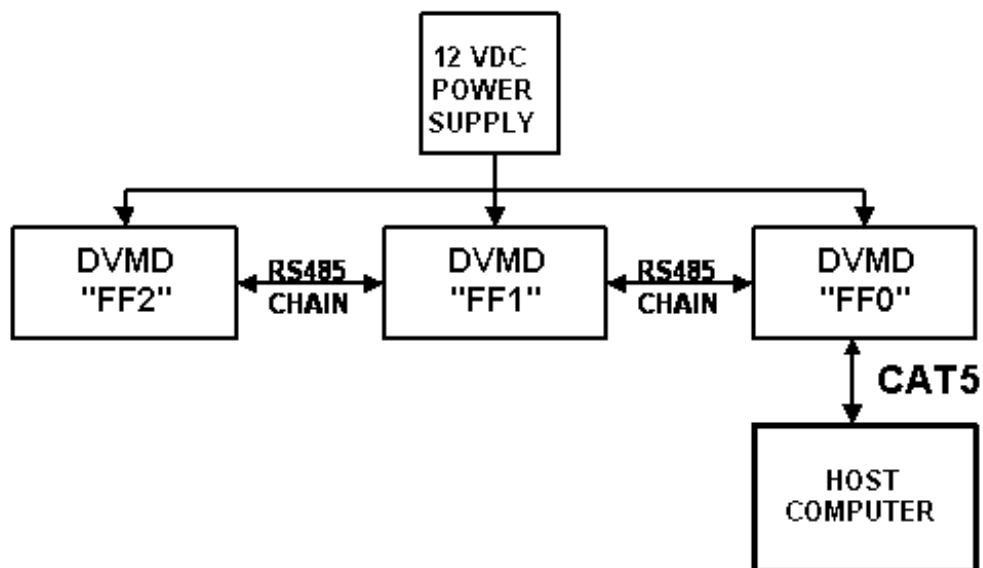 12 VDC
POWER
SUPPLY
DVMD
"FF2"
RS485
CHAIN
DVMD
"FF1"
RS485
CHAIN
DVMD
"FF0"
CAT5
HOST
COMPUTER